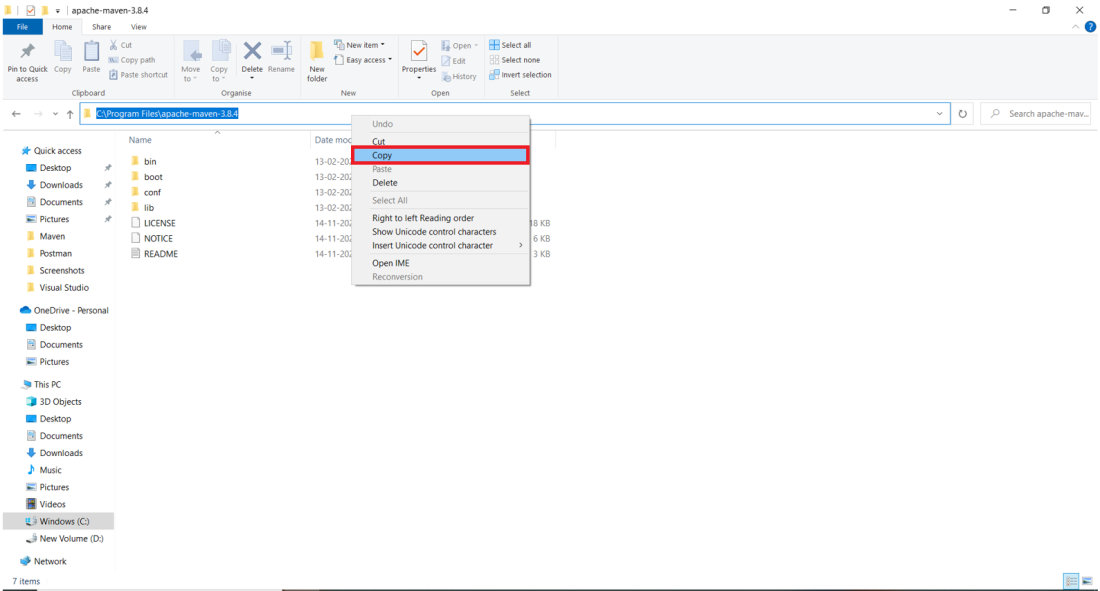 apache-maven-3.8.4
File Home Share View
Pin to Quick access
Copy
Paste
Cut
Copy path
Paste shortcut
Clipboard
Move to
Copy to
Delete
Rename
Organise
New folder
New item
Easy access
New
Properties
Open
Edit
History
Open
Select all
Select none
Invert selection
Select
C:\Program Files\apache-maven-3.8.4
Search apache-mav...
Name
Date mod
bin 13-02-202
boot 13-02-202
conf 13-02-202
lib 13-02-202
LICENSE 14-11-202 18 KB
NOTICE 14-11-202 6 KB
README 14-11-202 3 KB
Undo
Cut
Copy
Paste
Delete
Select All
Right to left Reading order
Show Unicode control characters
Insert Unicode control character
Open IME
Reconversion
Quick access
Desktop
Downloads
Documents
Pictures
Maven
Postman
Screenshots
Visual Studio
OneDrive - Personal
Desktop
Documents
Pictures
This PC
3D Objects
Desktop
Documents
Downloads
Music
Pictures
Videos
Windows (C:)
New Volume (D:)
Network
7 items